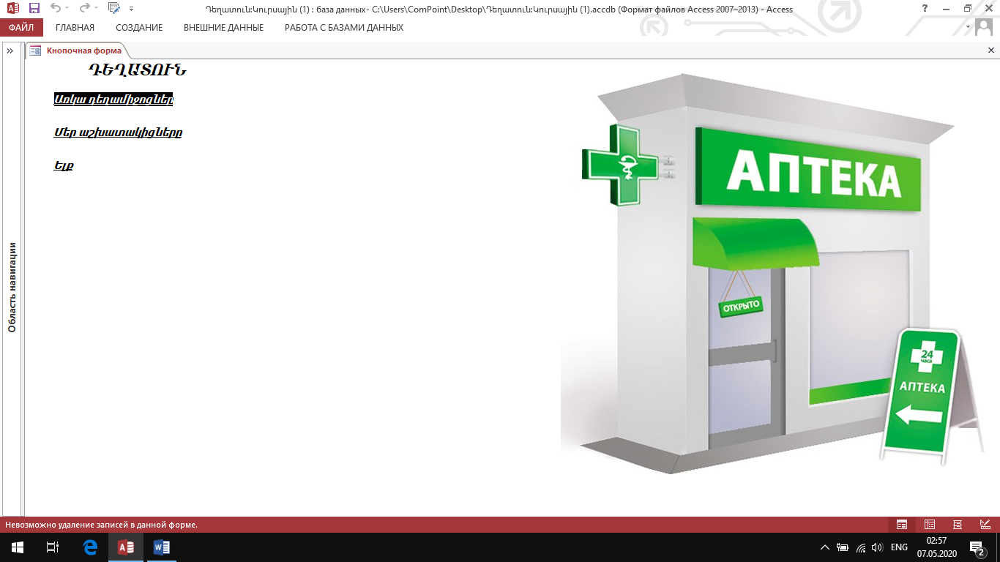 Դեղատուն:Կուրսային (1) : база данных- C:\Users\ComPoint\Desktop\Դեղատուն:Կուրսային (1).accdb (Формат файлов Access 2007–2013) - Access
ФАЙЛ ГЛАВНАЯ СОЗДАНИЕ ВНЕШНИЕ ДАННЫЕ РАБОТА С БАЗАМИ ДАННЫХ
Кнопочная форма
ԴԵՂԱՏՈՒՆ
Առկա դեղամիջոցներ
Մեր աշխատակիցները
Ելք
Область навигации
АПТЕКА
ОТКРЫТО
24
часа
АПТЕКА
Невозможно удаление записей в данной форме.
ENG
02:57
07.05.2020
2